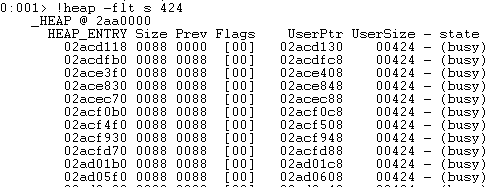 0:001> !heap -flt s 424
_HEAP @ 2aa0000
HEAP_ENTRY Size Prev Flags UserPtr UserSize - state
02acd118 0088 0000 [00] 02acd130 00424 - (busy)
02acdfb0 0088 0088 [00] 02acdfc8 00424 - (busy)
02ace3f0 0088 0088 [00] 02ace408 00424 - (busy)
02ace830 0088 0088 [00] 02ace848 00424 - (busy)
02acec70 0088 0088 [00] 02acec88 00424 - (busy)
02acf0b0 0088 0088 [00] 02acf0c8 00424 - (busy)
02acf4f0 0088 0088 [00] 02acf508 00424 - (busy)
02acf930 0088 0088 [00] 02acf948 00424 - (busy)
02acfd70 0088 0088 [00] 02acfd88 00424 - (busy)
02ad01b0 0088 0088 [00] 02ad01c8 00424 - (busy)
02ad05f0 0088 0088 [00] 02ad0608 00424 - (busy)